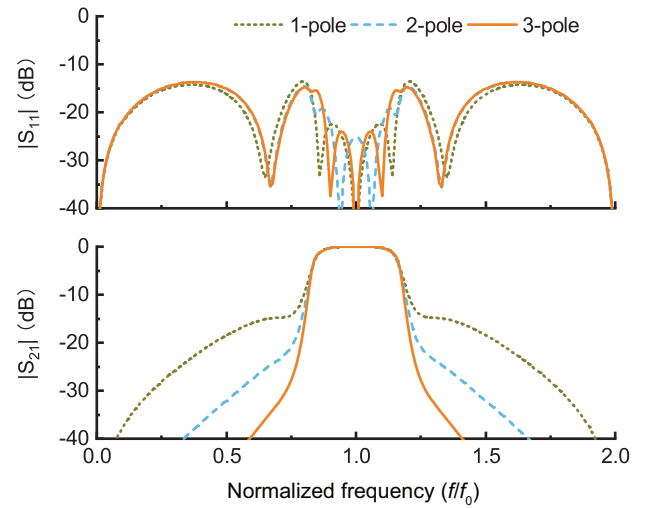 1-pole 2-pole 3-pole
|S11| (dB)
0
-10
-20
-30
-40
|S21| (dB)
0
-10
-20
-30
-40
0.0 0.5 1.0 1.5 2.0
Normalized frequency (f/f0)